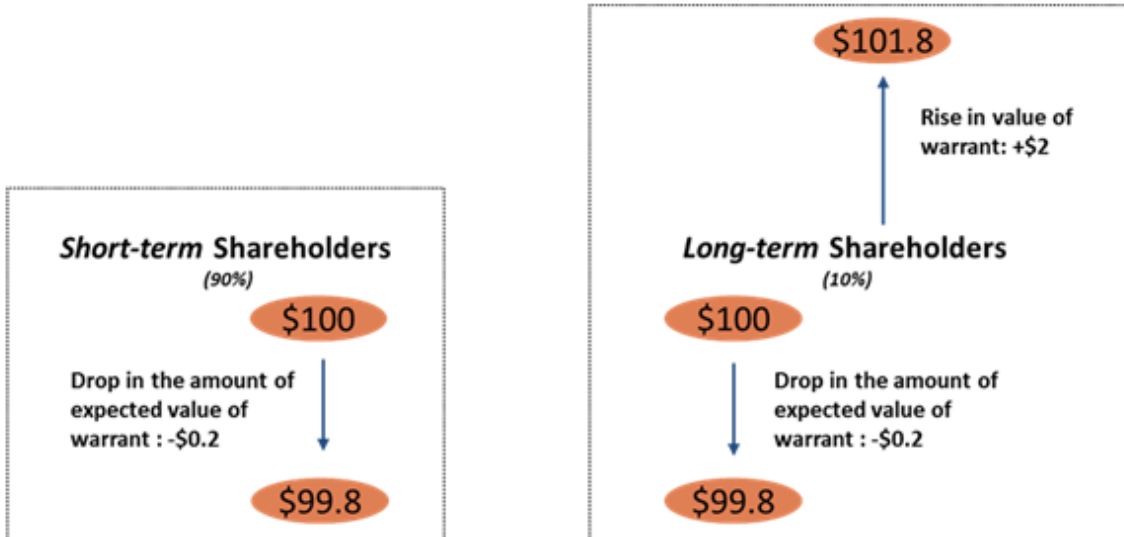 Short-term Shareholders
(90%)
$100
Drop in the amount of
expected value of
warrant : -$0.2
$99.8
$101.8
Rise in value of
warrant: +$2
Long-term Shareholders
(10%)
$100
Drop in the amount of
expected value of
warrant : -$0.2
$99.8